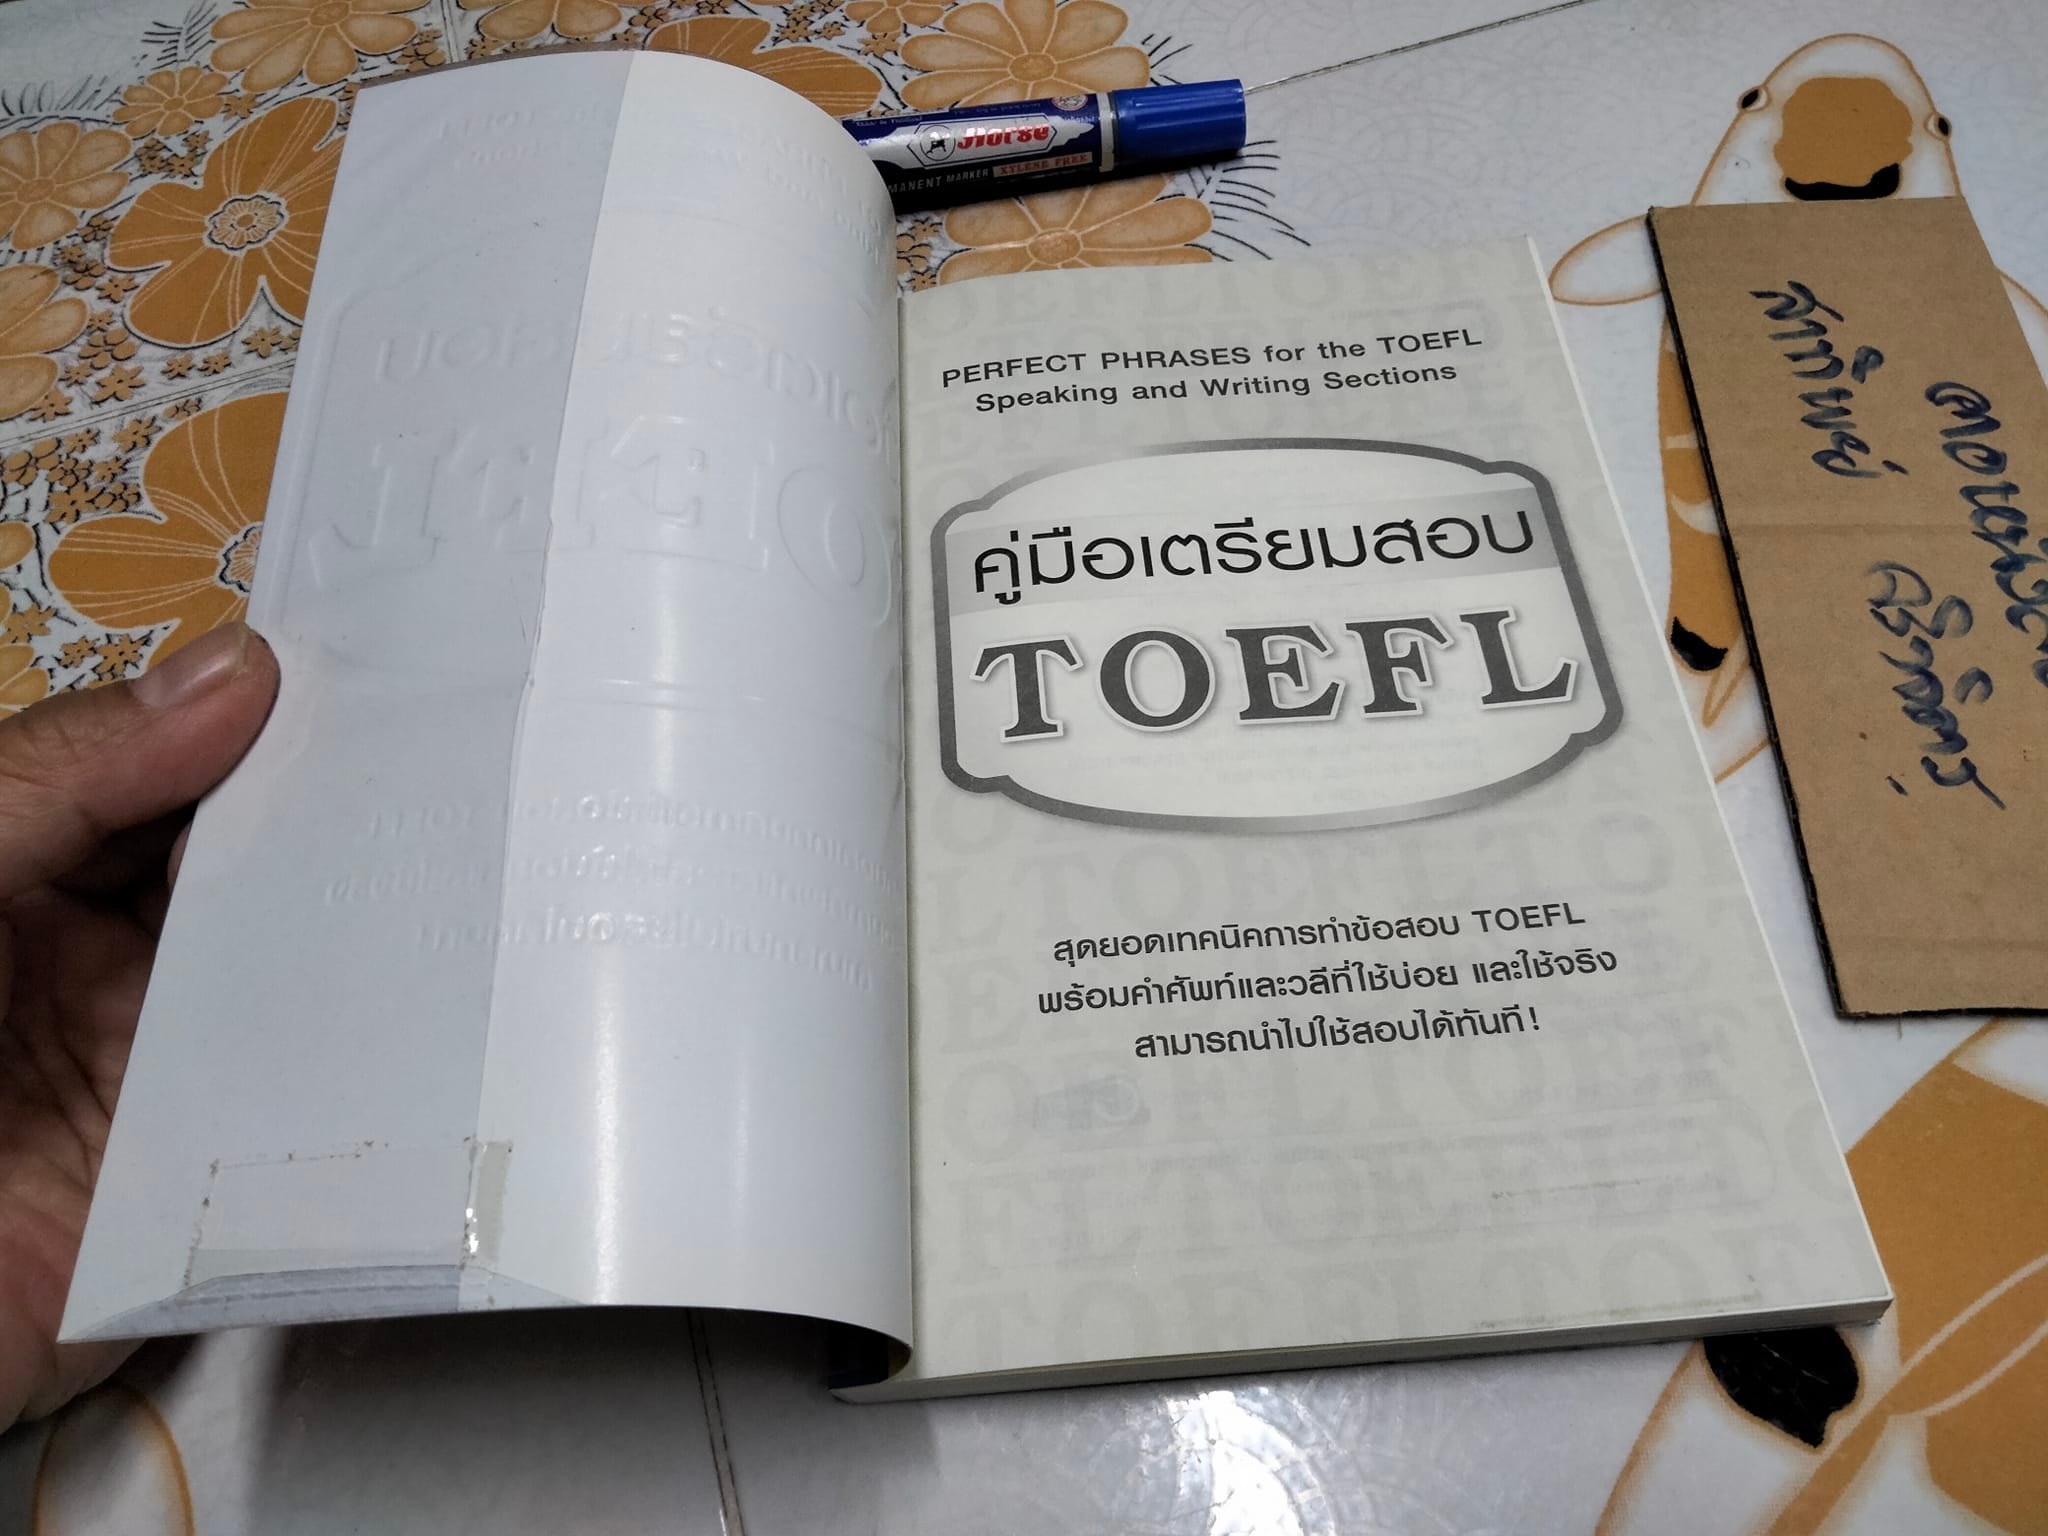 Horse
MANENT MARKER XYLENE FREE
PERFECT PHRASES for the TOEFL
Speaking and Writing Sections
คู่มือเตรียมสอบ
TOEFL
สุดยอดเทคนิคการทำข้อสอบ TOEFL
พร้อมคำศัพท์และวลีที่ใช้บ่อย และใช้จริง
สามารถนำไปใช้สอบได้ทันที!